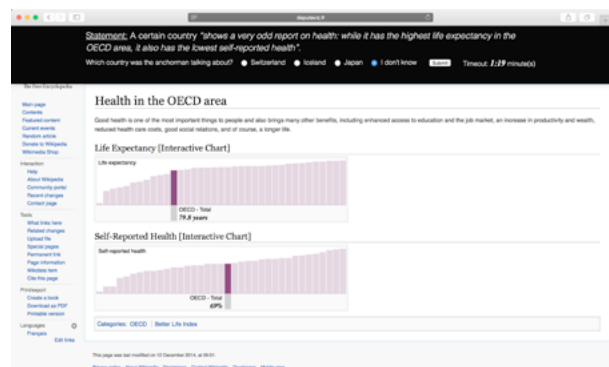 Statement: A certain country "shows a very odd report on health: while it has the highest life expectancy in the
OECD area, it also has the lowest self-reported health".
Which country was the anchorman talking about? Switzerland Iceland Japan I don't know Submit Timeout: 1:19 minute(s)
The Free Encyclopedia
Main page
Contents
Featured content
Current events
Random article
Donate to Wikipedia
Wikimedia Shop
Interaction
Help
About Wikipedia
Community portal
Recent changes
Contact page
Tools
What links here
Related changes
Upload file
Special pages
Permanent link
Page information
Wikidata item
Cite this page
Print/export
Create a book
Download as PDF
Printable version
Languages
Français
Edit links
Health in the OECD area
Good health is one of the most important things to people and also brings many other benefits, including enhanced access to education and the job market, an increase in productivity and wealth,
reduced health care costs, good social relations, and of course, a longer life.
Life Expectancy [Interactive Chart]
Life expectancy
OECD - Total
79.8 years
Self-Reported Health [Interactive Chart]
Self-reported health
OECD - Total
69%
Categories: OECD | Better Life Index
This page was last modified on 10 December 2014, at 09:01.